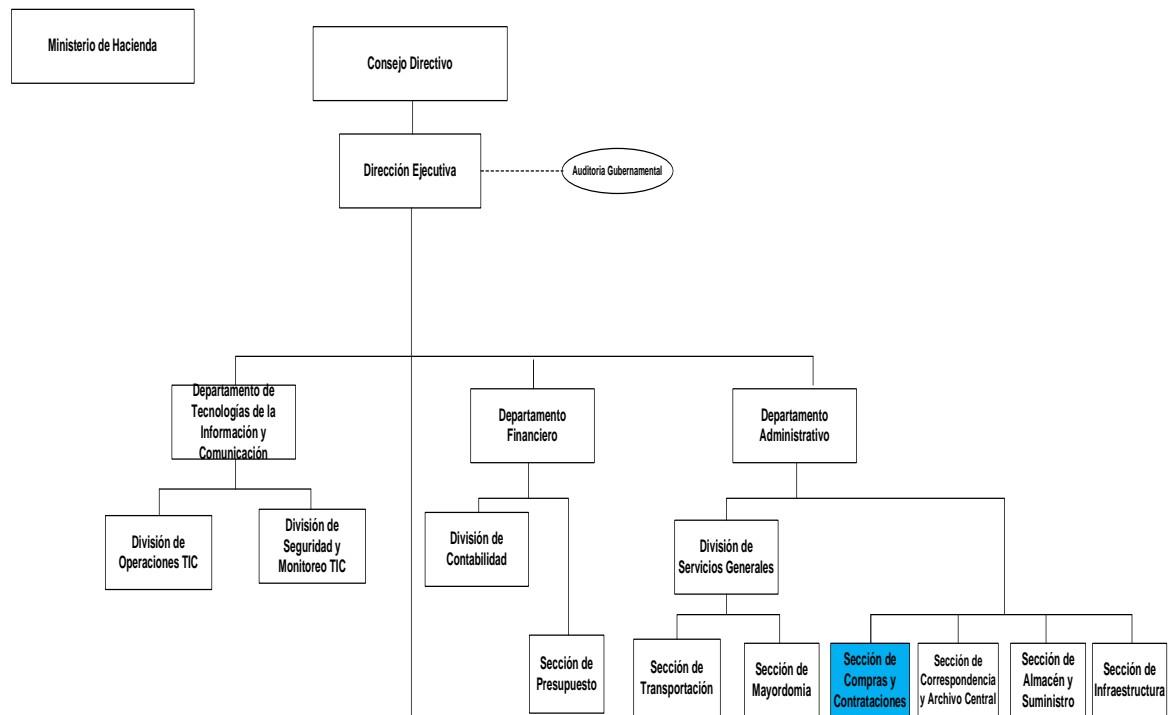 Ministerio de Hacienda
Consejo Directivo
Dirección Ejecutiva
Auditoria Gubernamental
Departamento de
Tecnologías de la
Información y
Comunicación
Departamento
Financiero
Departamento
Administrativo
División de
Operaciones TIC
División de
Seguridad y
Monitoreo TIC
División de
Contabilidad
División de
Servicios Generales
Sección de
Presupuesto
Sección de
Transportación
Sección de
Mayordomia
Sección de
Compras y
Contrataciones
Sección de
Correspondencia
y Archivo Central
Sección de
Almacén y
Suministro
Sección de
Infraestructura